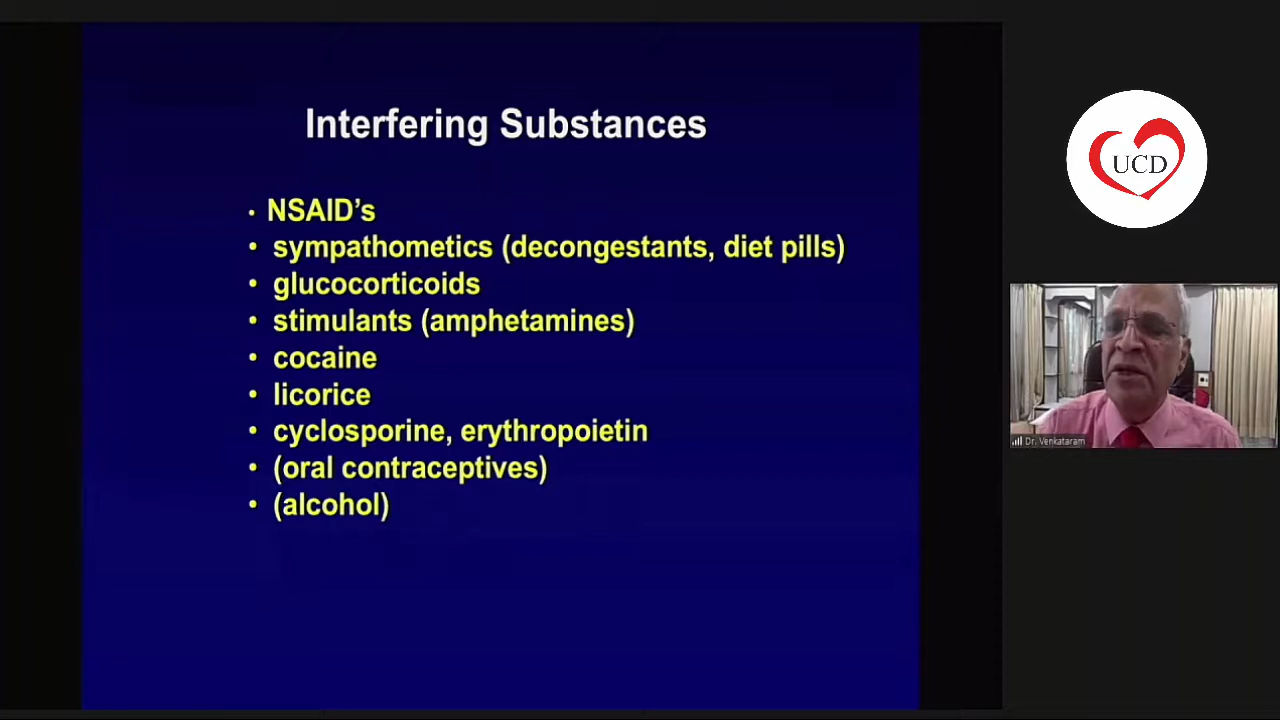 Interfering Substances
• NSAID’s
• sympathometics (decongestants, diet pills)
• glucocorticoids
• stimulants (amphetamines)
• cocaine
• licorice
• cyclosporine, erythropoietin
• (oral contraceptives)
• (alcohol)
UCD
Dr. Venkataram